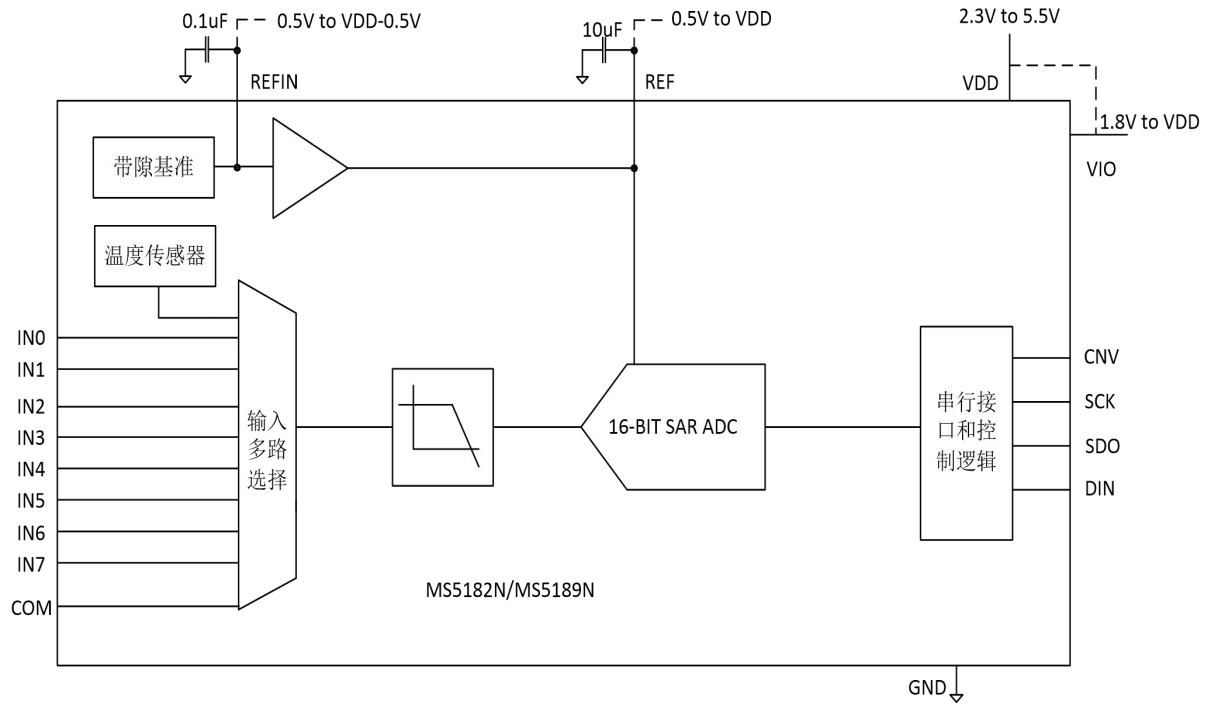 0.1uF
0.5V to VDD-0.5V
10uF
0.5V to VDD
2.3V to 5.5V
REFIN
REF
VDD
1.8V to VDD
VIO
带隙基准
温度传感器
IN0
IN1
IN2
IN3
IN4
IN5
IN6
IN7
COM
输入
多路
选择
16-BIT SAR ADC
串行接
口和控
制逻辑
CNV
SCK
SDO
DIN
MS5182N/MS5189N
GND